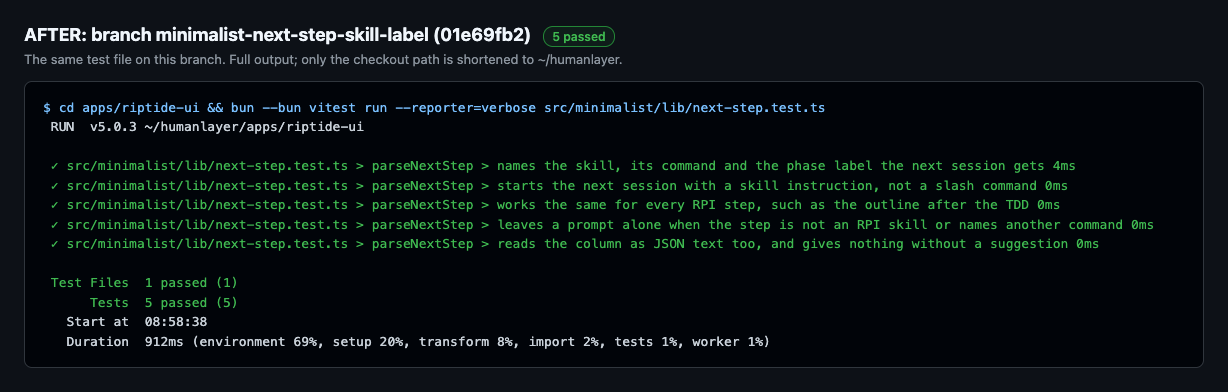 AFTER: branch minimalist-next-step-skill-label (01e69fb2) 5 passed
The same test file on this branch. Full output; only the checkout path is shortened to ~/humanlayer.
$ cd apps/riptide-ui && bun --bun vitest run --reporter=verbose src/minimalist/lib/next-step.test.ts
RUN v5.0.3 ~/humanlayer/apps/riptide-ui
✓ src/minimalist/lib/next-step.test.ts > parseNextStep > names the skill, its command and the phase label the next session gets 4ms
✓ src/minimalist/lib/next-step.test.ts > parseNextStep > starts the next session with a skill instruction, not a slash command 0ms
✓ src/minimalist/lib/next-step.test.ts > parseNextStep > works the same for every RPI step, such as the outline after the TDD 0ms
✓ src/minimalist/lib/next-step.test.ts > parseNextStep > leaves a prompt alone when the step is not an RPI skill or names another command 0ms
✓ src/minimalist/lib/next-step.test.ts > parseNextStep > reads the column as JSON text too, and gives nothing without a suggestion 0ms
Test Files 1 passed (1)
Tests 5 passed (5)
Start at 08:58:38
Duration 912ms (environment 69%, setup 20%, transform 8%, import 2%, tests 1%, worker 1%)